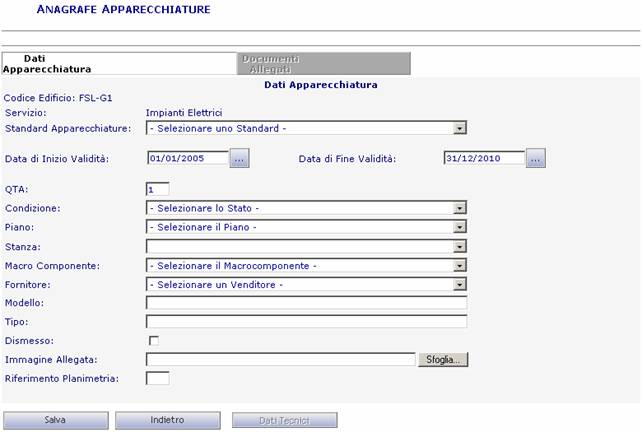 ANAGRAFE APPARECCHIATURE
Dati Apparecchiatura
Documenti Allegati
Dati Apparecchiatura
Codice Edificio: FSL-G1
Servizio: Impianti Elettrici
Standard Apparecchiature: - Selezionare uno Standard -
Data di Inizio Validità: 01/01/2005 ... Data di Fine Validità: 31/12/2010 ...
QTA: 1
Condizione: - Selezionare lo Stato -
Piano: - Selezionare il Piano -
Stanza:
Macro Componente: - Selezionare il Macrocomponente -
Fornitore: - Selezionare un Venditore -
Modello:
Tipo:
Dismesso:
Immagine Allegata: Sfoglia...
Riferimento Planimetria:
Salva Indietro Dati Tecnici